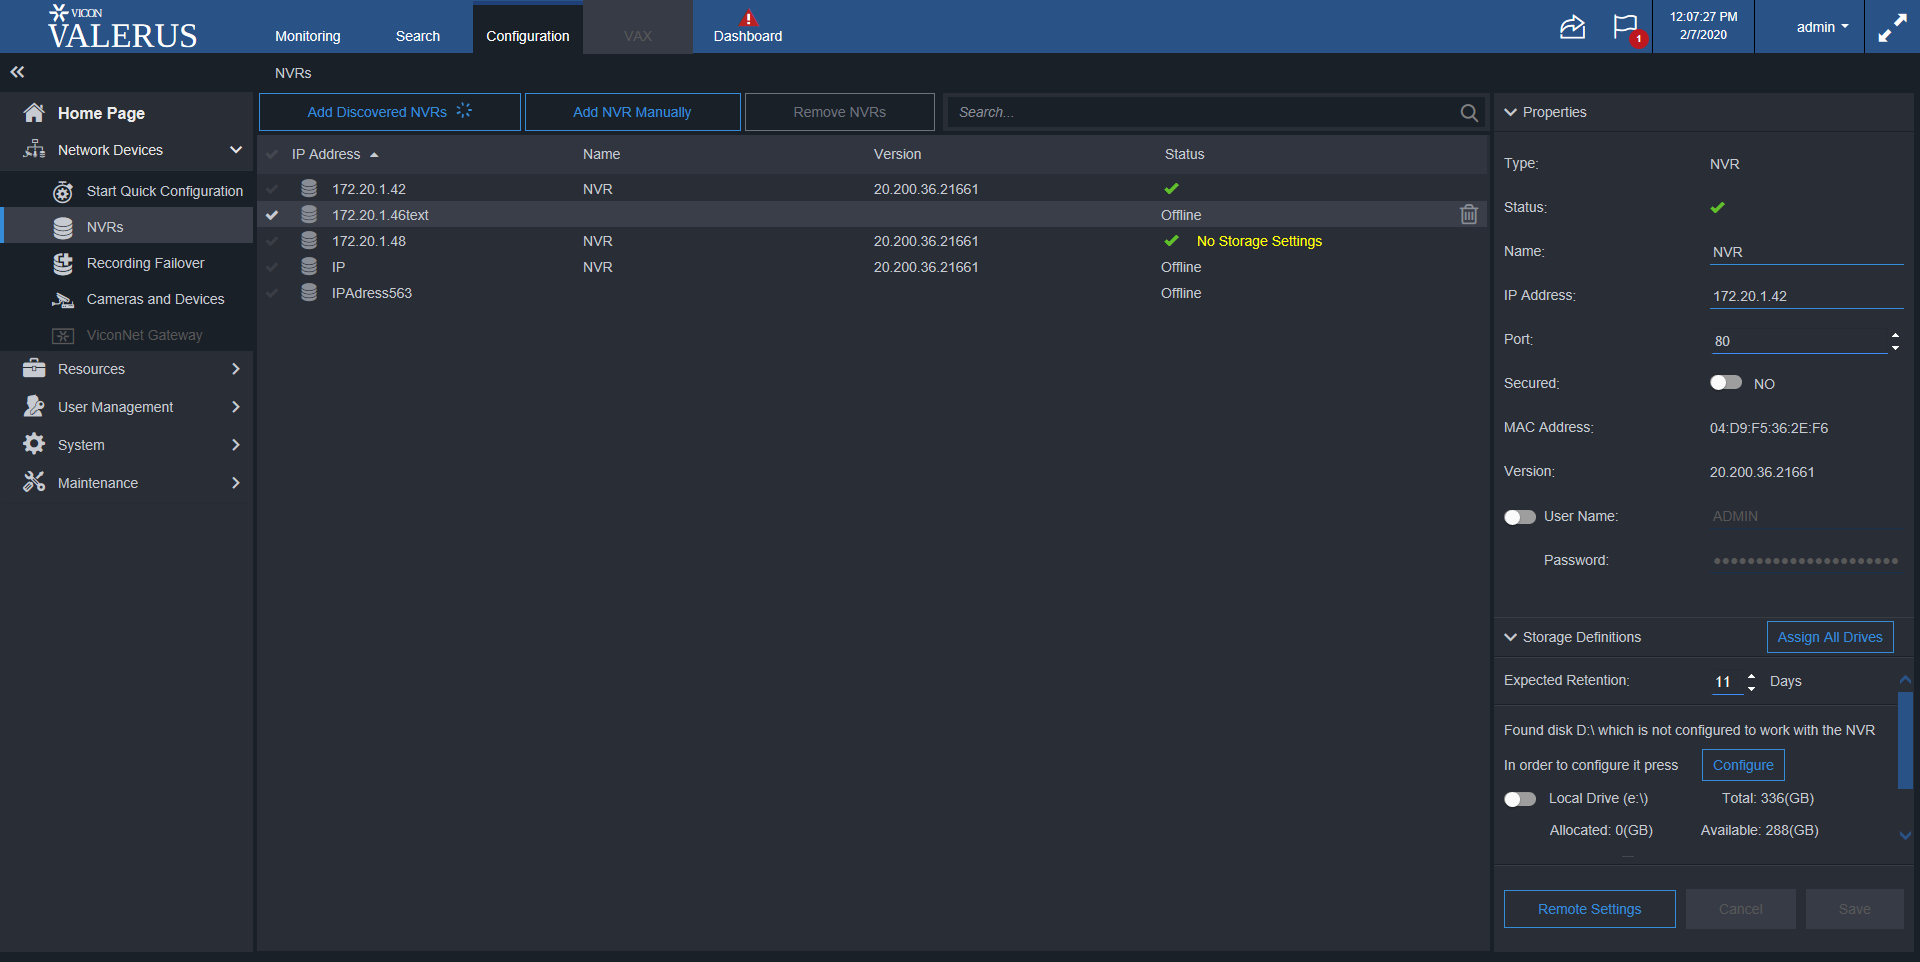 VICON
VALERUS
Monitoring
Search
Configuration
VAX
Dashboard
1
12:07:27 PM
2/7/2020
admin
NVRs
Home Page
Network Devices
Start Quick Configuration
NVRs
Recording Failover
Cameras and Devices
ViconNet Gateway
Resources
User Management
System
Maintenance
Add Discovered NVRs
Add NVR Manually
Remove NVRs
Search...
IP Address Name Version Status
172.20.1.42 NVR 20.200.36.21661
172.20.1.46text Offline
172.20.1.48 NVR 20.200.36.21661 No Storage Settings
IP NVR 20.200.36.21661 Offline
IPAdress563 Offline
Properties
Type: NVR
Status:
Name: NVR
IP Address: 172.20.1.42
Port: 80
Secured: NO
MAC Address: 04:D9:F5:36:2E:F6
Version: 20.200.36.21661
User Name: ADMIN
Password:
Storage Definitions
Assign All Drives
Expected Retention: 11 Days
Found disk D:\ which is not configured to work with the NVR
In order to configure it press Configure
Local Drive (e:\) Total: 336(GB)
Allocated: 0(GB) Available: 288(GB)
Remote Settings
Cancel
Save